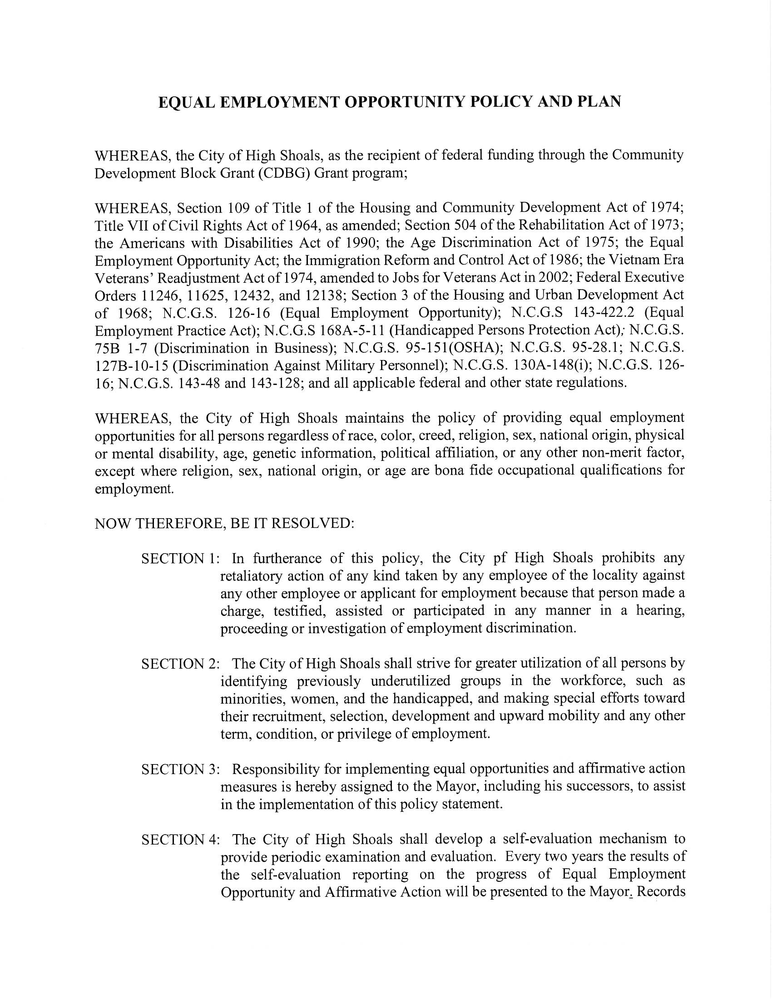 EQUAL EMPLOYMENT OPPORTUNITY POLICY AND PLAN
WHEREAS, the City of High Shoals, as the recipient of federal funding through the Community
Development Block Grant (CDBG) Grant program;
WHEREAS, Section 109 of Title 1 of the Housing and Community Development Act of 1974;
Title VII of Civil Rights Act of 1964, as amended; Section 504 of the Rehabilitation Act of 1973;
the Americans with Disabilities Act of 1990; the Age Discrimination Act of 1975; the Equal
Employment Opportunity Act; the Immigration Reform and Control Act of 1986; the Vietnam Era
Veterans' Readjustment Act of 1974, amended to Jobs for Veterans Act in 2002; Federal Executive
Orders 11246, 11625, 12432, and 12138; Section 3 of the Housing and Urban Development Act
of 1968; N.C.G.S. 126-16 (Equal Employment Opportunity); N.C.G.S 143-422.2 (Equal
Employment Practice Act); N.C.G.S 168A-5-11 (Handicapped Persons Protection Act); N.C.G.S.
75B 1-7 (Discrimination in Business); N.C.G.S. 95-151(OSHA); N.C.G.S. 95-28.1; N.C.G.S.
127B-10-15 (Discrimination Against Military Personnel); N.C.G.S. 130A-148(i); N.C.G.S. 126-
16; N.C.G.S. 143-48 and 143-128; and all applicable federal and other state regulations.
WHEREAS, the City of High Shoals maintains the policy of providing equal employment
opportunities for all persons regardless of race, color, creed, religion, sex, national origin, physical
or mental disability, age, genetic information, political affiliation, or any other non-merit factor,
except where religion, sex, national origin, or age are bona fide occupational qualifications for
employment.
NOW THEREFORE, BE IT RESOLVED:
SECTION 1: In furtherance of this policy, the City pf High Shoals prohibits any
retaliatory action of any kind taken by any employee of the locality against
any other employee or applicant for employment because that person made a
charge, testified, assisted or participated in any manner in a hearing,
proceeding or investigation of employment discrimination.
SECTION 2: The City of High Shoals shall strive for greater utilization of all persons by
identifying previously underutilized groups in the workforce, such as
minorities, women, and the handicapped, and making special efforts toward
their recruitment, selection, development and upward mobility and any other
term, condition, or privilege of employment.
SECTION 3: Responsibility for implementing equal opportunities and affirmative action
measures is hereby assigned to the Mayor, including his successors, to assist
in the implementation of this policy statement.
SECTION 4: The City of High Shoals shall develop a self-evaluation mechanism to
provide periodic examination and evaluation. Every two years the results of
the self-evaluation reporting on the progress of Equal Employment
Opportunity and Affirmative Action will be presented to the Mayor. Records